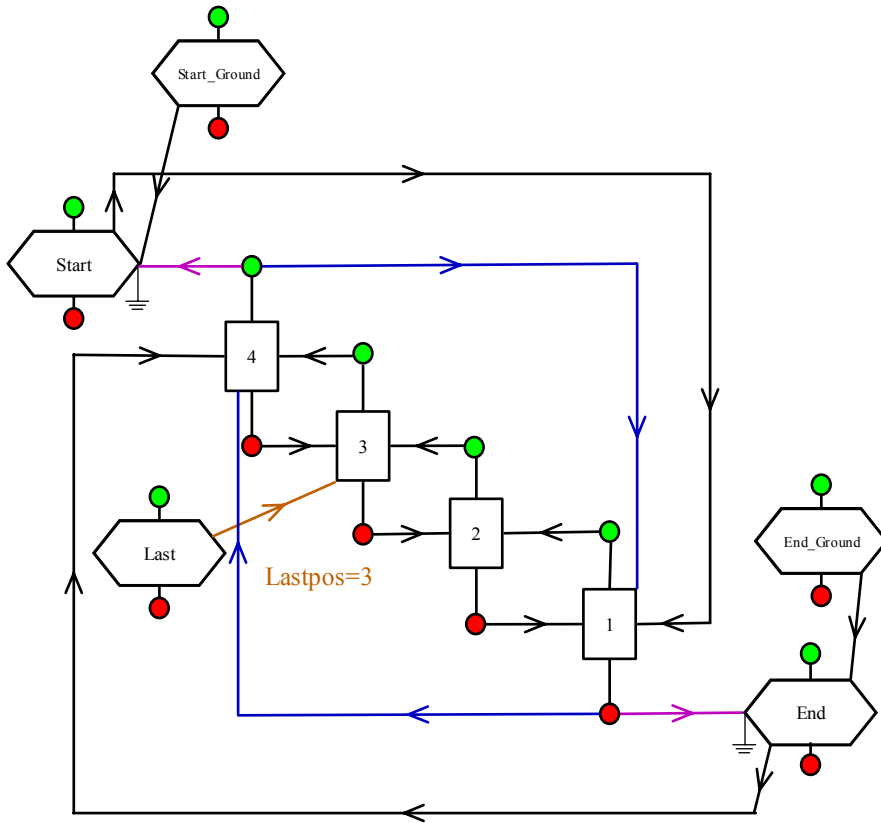 Start_Ground
Start
4
3
Last
2
End_Ground
Lastpos=3
1
End